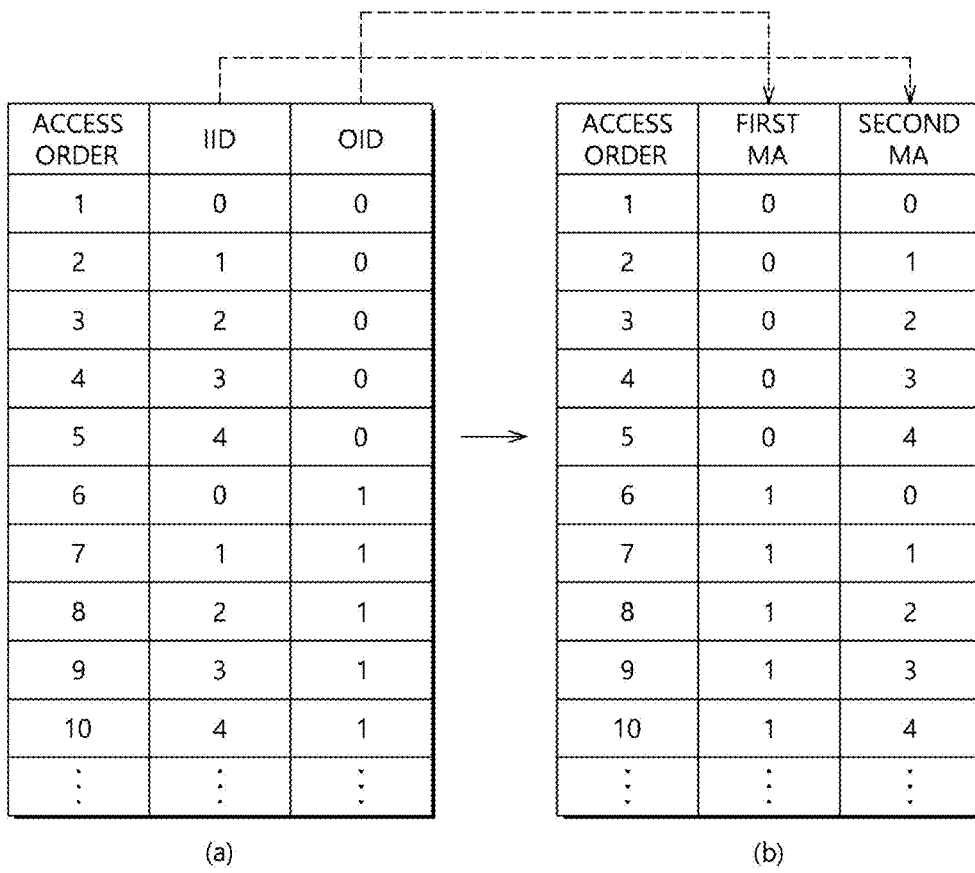 ACCESS ORDER IID OID
1 0 0
2 1 0
3 2 0
4 3 0
5 4 0
6 0 1
7 1 1
8 2 1
9 3 1
10 4 1
⋮ ⋮ ⋮
(a)
ACCESS ORDER FIRST MA SECOND MA
1 0 0
2 0 1
3 0 2
4 0 3
5 0 4
6 1 0
7 1 1
8 1 2
9 1 3
10 1 4
⋮ ⋮ ⋮
(b)